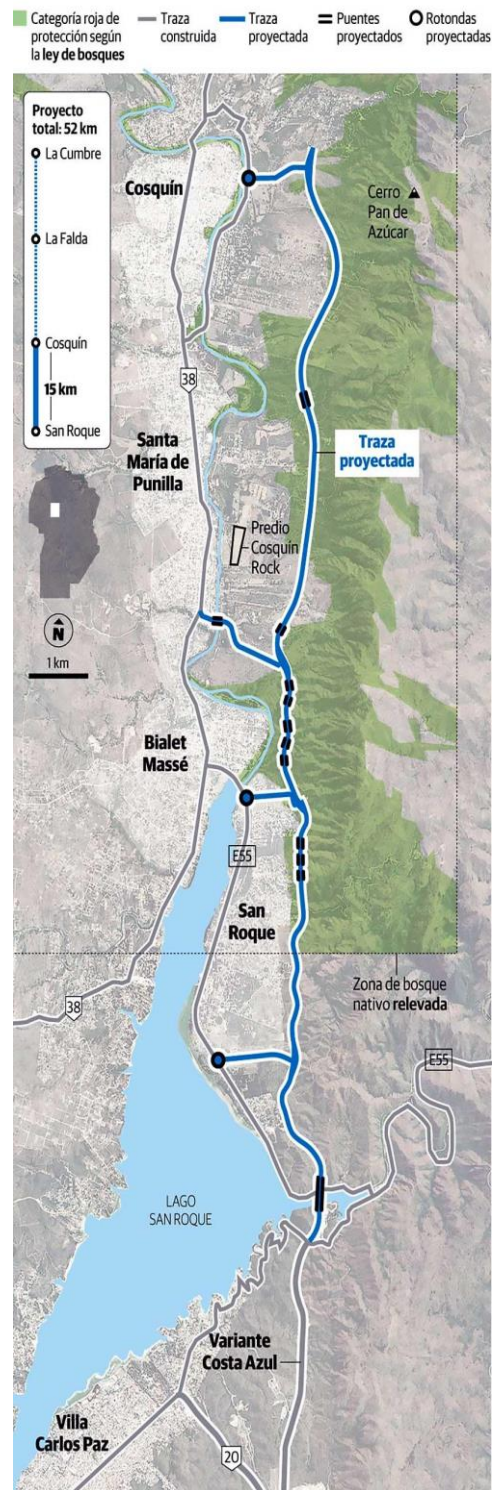 Categoría roja de
protección según
la ley de bosques
Traza
construida
Traza
proyectada
Puentes
proyectados
Rotondas
proyectadas
Proyecto
total: 52 km
La Cumbre
La Falda
Cosquín
15 km
San Roque
Cosquín
Cerro
Pan de
Azúcar
38
Santa
María de
Punilla
Traza
proyectada
Predio
Cosquín
Rock
N
1 km
Bialet
Massé
E55
San
Roque
Zona de bosque
nativo relevada
38
E55
LAGO
SAN ROQUE
Variante
Costa Azul
Villa
Carlos Paz
20